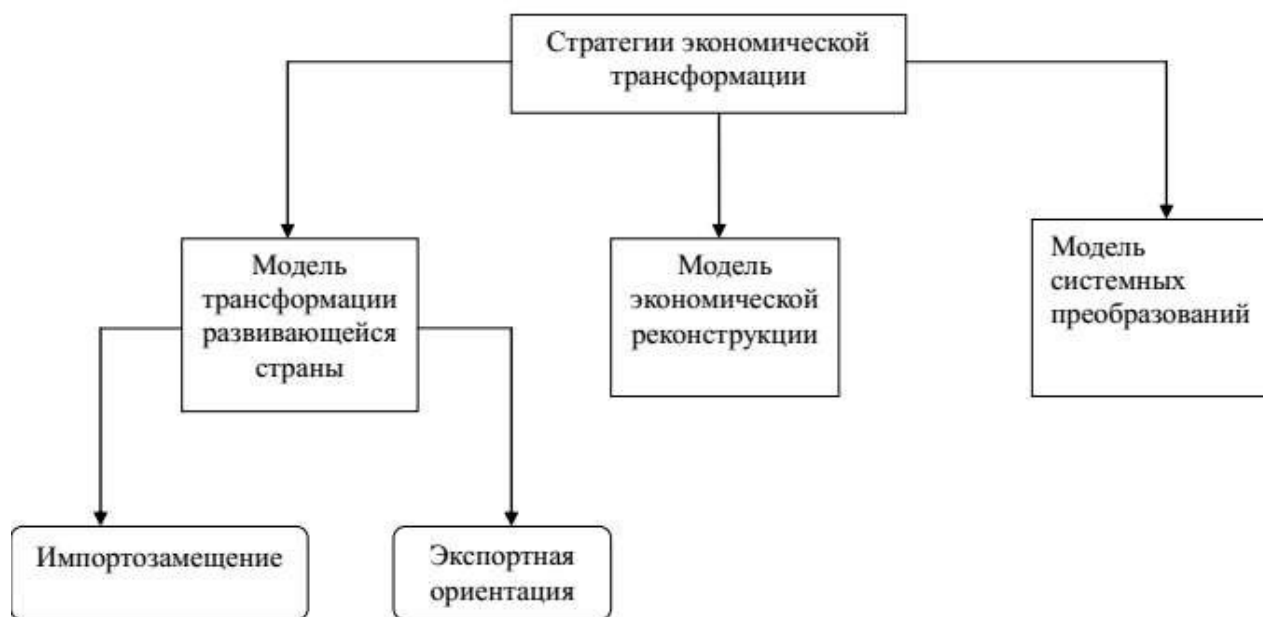 Стратегии экономической
трансформации
Модель
трансформации
развивающейся
страны
Модель
экономической
реконструкции
Модель
системных
преобразований
Импортозамещение
Экспортная
ориентация